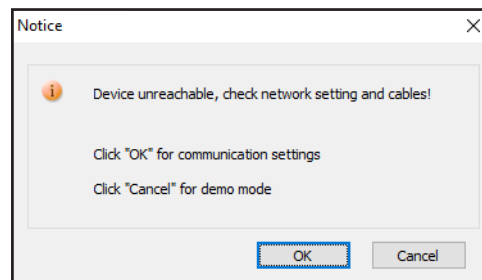 Notice
Device unreachable, check network setting and cables!
Click "OK" for communication settings
Click "Cancel" for demo mode
OK Cancel